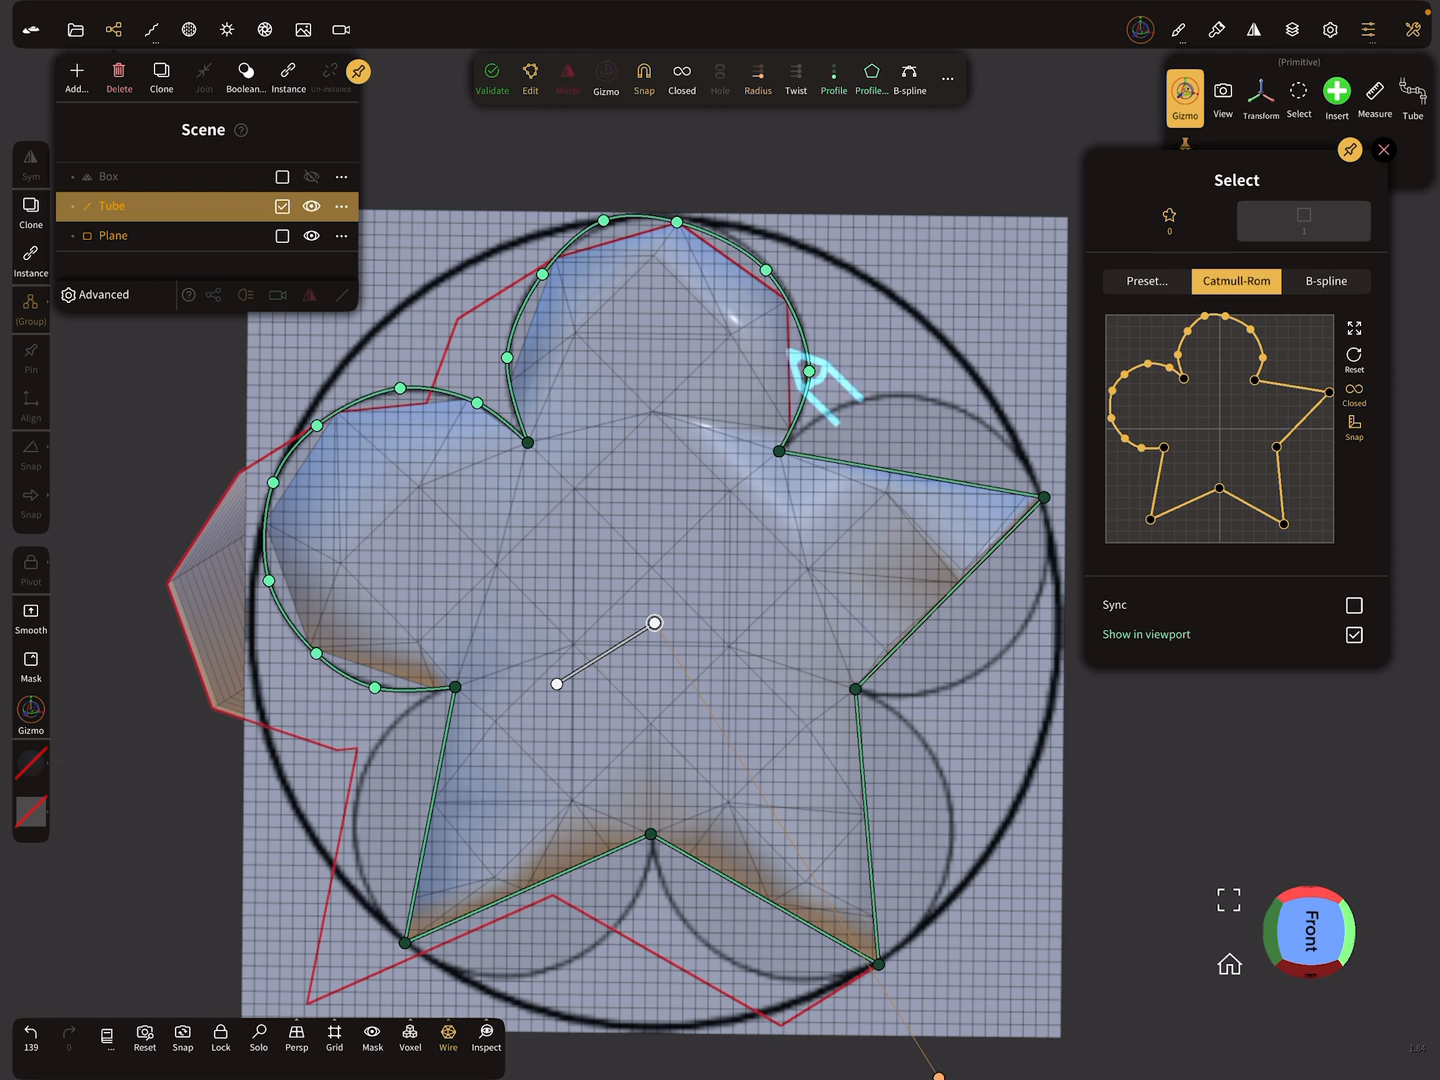 (Primitive)
Add...
Delete
Clone
Join
Boolean...
Instance
Un-instance
Validate
Edit
Mirror
Gizmo
Snap
Closed
Hole
Radius
Twist
Profile
Profile...
B-spline
...
Gizmo
View
Transform
Select
Insert
Measure
Tube
Scene
Box
Tube
Plane
Advanced
Sym
Clone
Instance
(Group)
Pin
Align
Snap
Snap
Pivot
Smooth
Mask
Gizmo
Select
0
1
Preset...
Catmull-Rom
B-spline
Reset
Closed
Snap
Sync
Show in viewport
Front
139
0
...
Reset
Snap
Lock
Solo
Persp
Grid
Mask
Voxel
Wire
Inspect
1.84